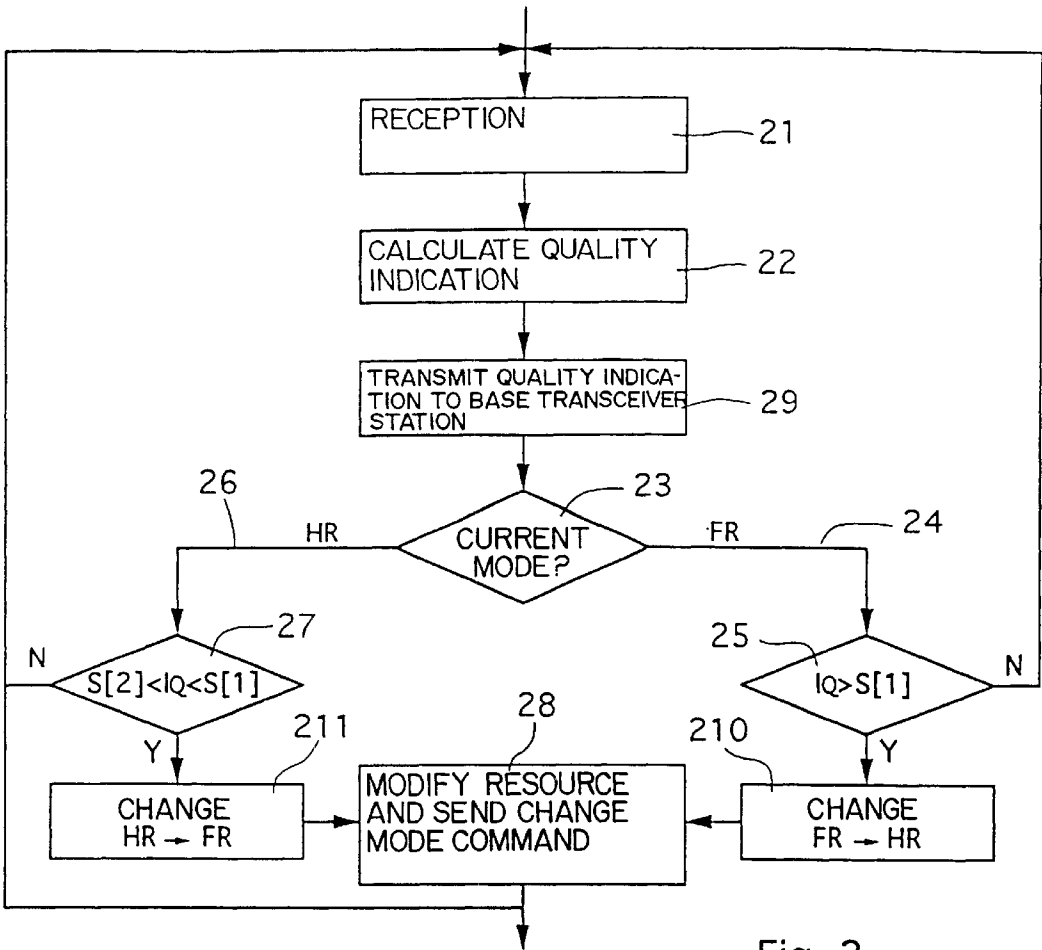 RECEPTION
21
CALCULATE QUALITY
INDICATION
22
TRANSMIT QUALITY INDICA-
TION TO BASE TRANSCEIVER
STATION
29
23
CURRENT
MODE?
26
HR
FR
24
27
N
S[2]<IQ<S[1]
Y
25
IQ>S[1]
N
Y
211
CHANGE
HR → FR
28
MODIFY RESOURCE
AND SEND CHANGE
MODE COMMAND
210
CHANGE
FR → HR